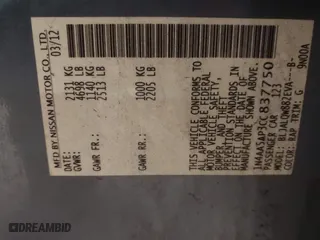 MFD BY NISSAN MOTOR CO., LTD.
03/12
GVWR: 2131 KG
4698 LB
GAWR FR: 1140 KG
2513 LB
GAWR RR: 1000 KG
2205 LB
THIS VEHICLE CONFORMS TO
ALL APPLICABLE FEDERAL
MOTOR VEHICLE SAFETY,
BUMPER, AND THEFT
PREVENTION STANDARDS IN
EFFECT ON THE DATE OF
MANUFACTURE SHOWN ABOVE.
837750
PASSENGER CAR
MODEL:
COLOR: TRIM: G